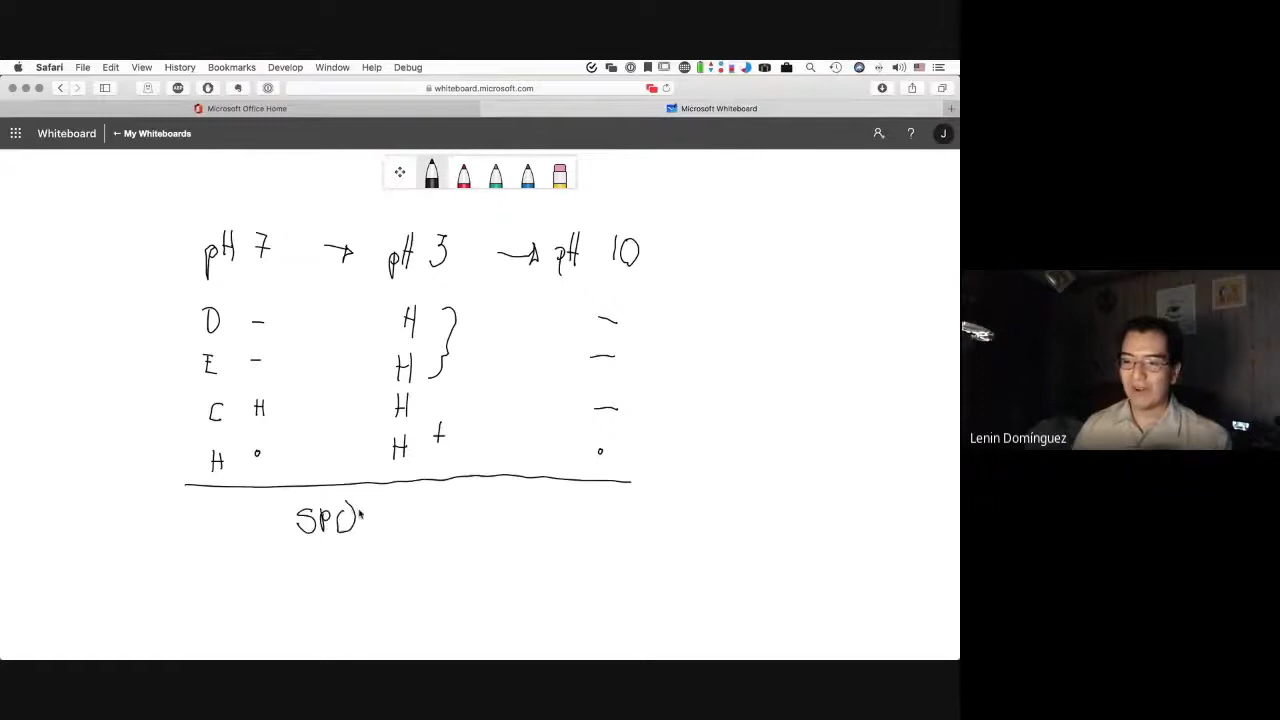 Safari File Edit View History Bookmarks Develop Window Help Debug
whiteboard.microsoft.com
Microsoft Office Home Microsoft Whiteboard
Whiteboard ← My Whiteboards ? J
pH 7 → pH 3 → pH 10
D - H -
E - H -
C H H -
H ° H + °
SPD
Lenin Domínguez